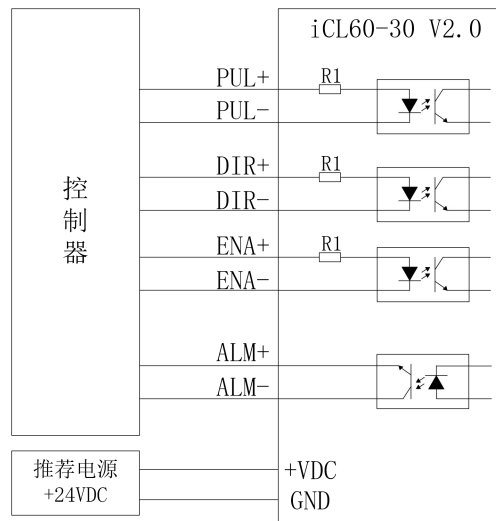 iCL60-30 V2.0
PUL+
R1
PUL-
DIR+
R1
DIR-
控制器
ENA+
R1
ENA-
ALM+
ALM-
推荐电源
+24VDC
+VDC
GND